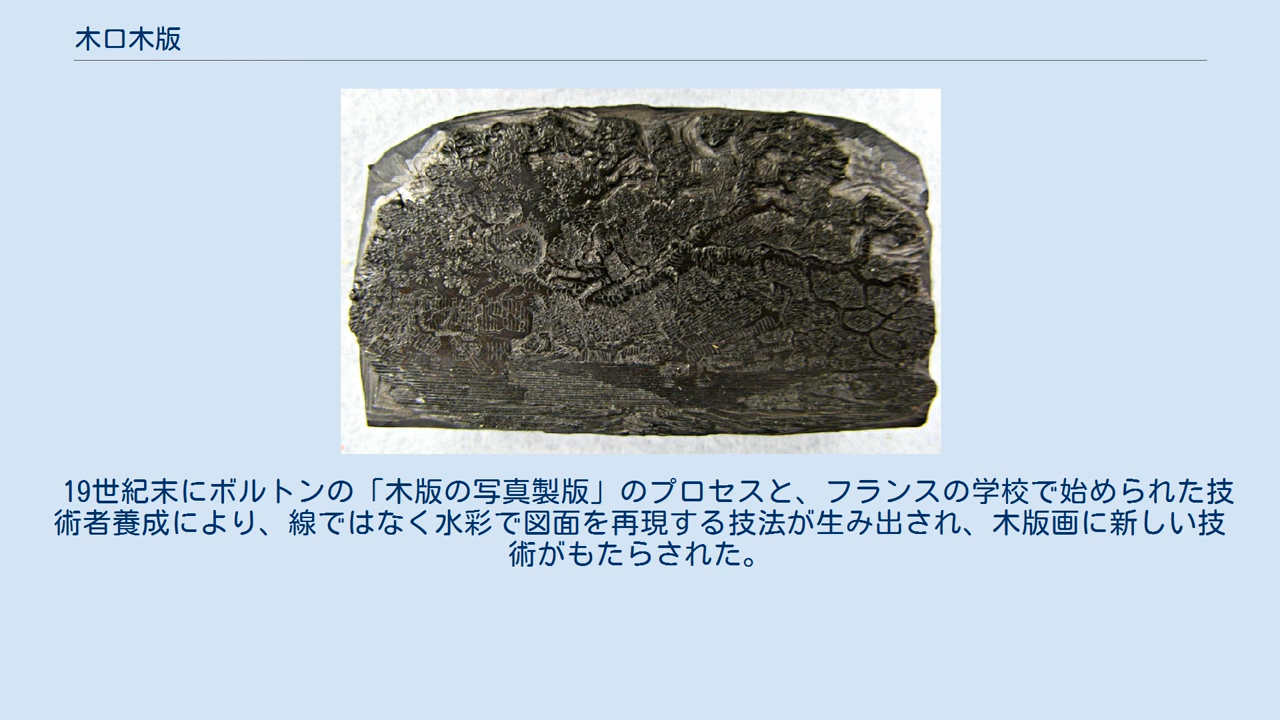 木口木版
19世紀末にボルトンの「木版の写真製版」のプロセスと、フランスの学校で始められた技
術者養成により、線ではなく水彩で図面を再現する技法が生み出され、木版画に新しい技
術がもたらされた。